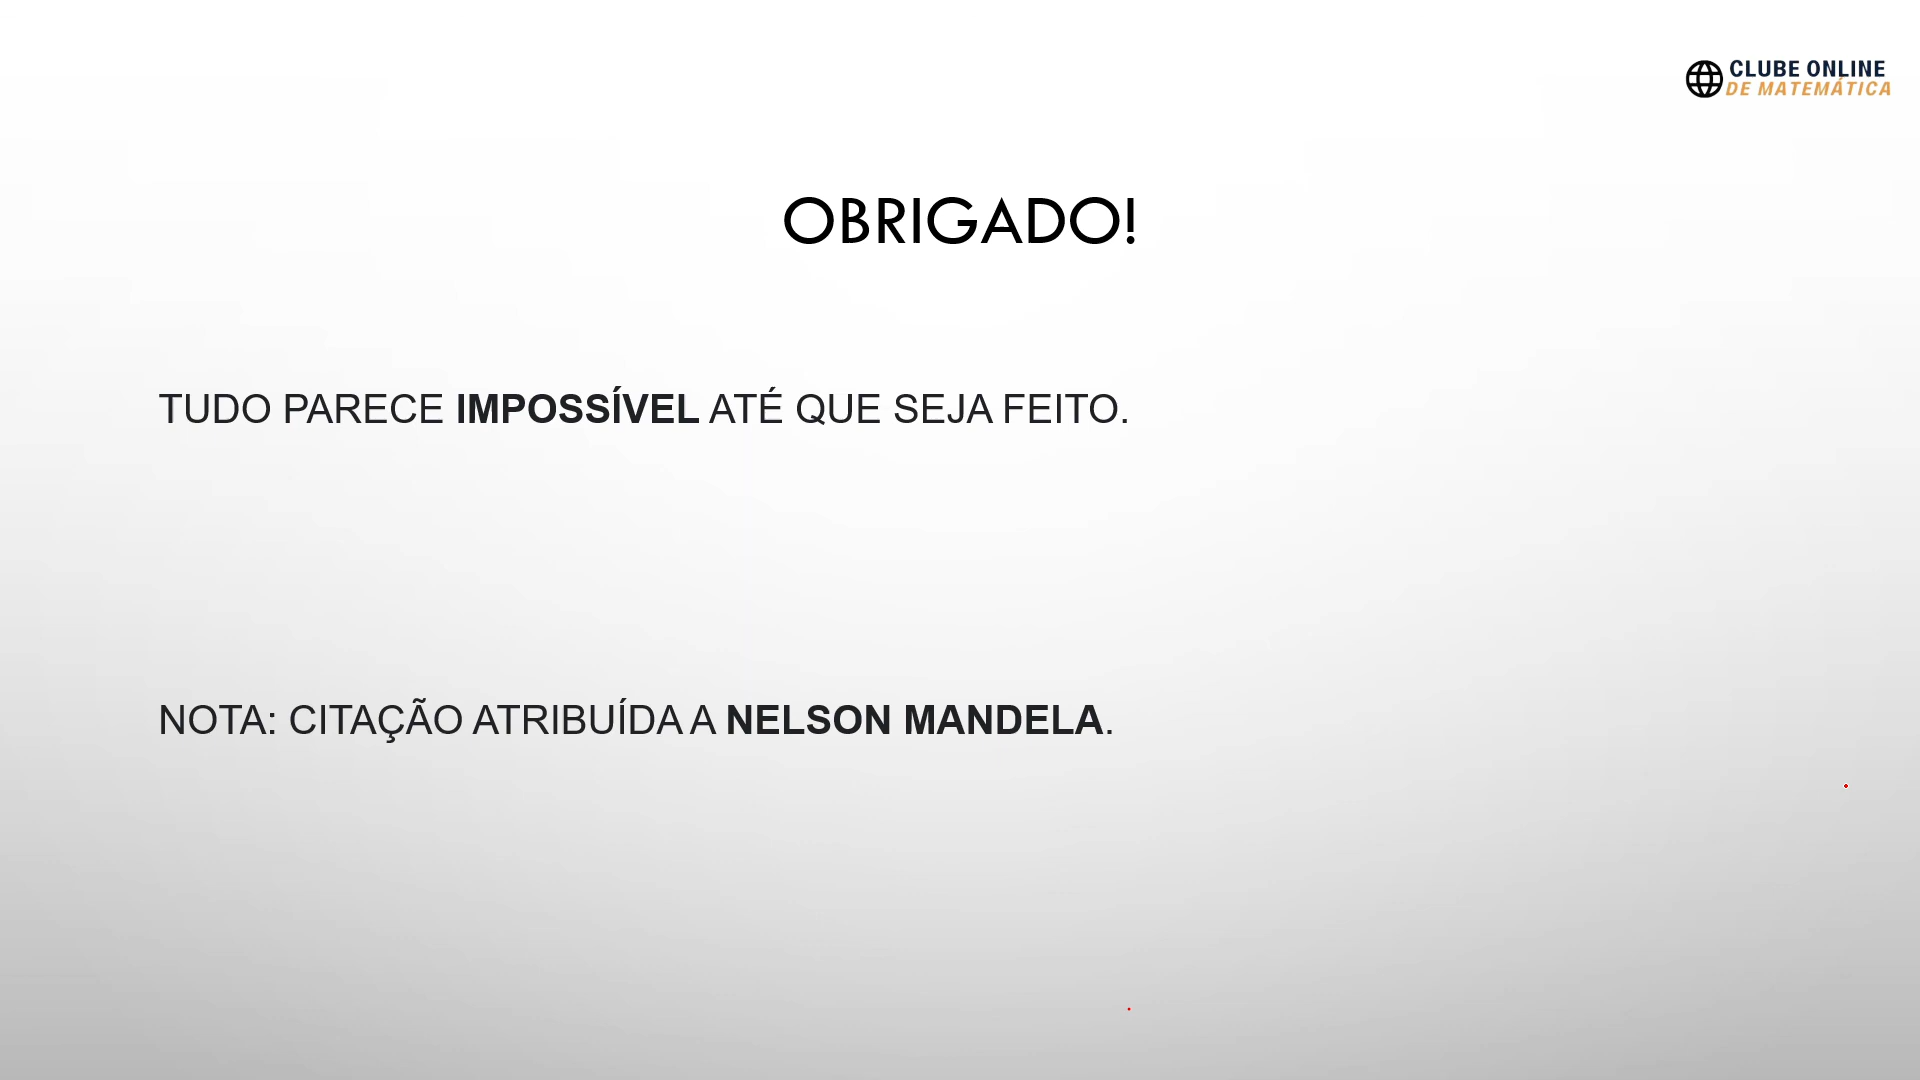 CLUBE ONLINE
DE MATEMÁTICA
OBRIGADO!
TUDO PARECE IMPOSSÍVEL ATÉ QUE SEJA FEITO.
NOTA: CITAÇÃO ATRIBUÍDA A NELSON MANDELA.